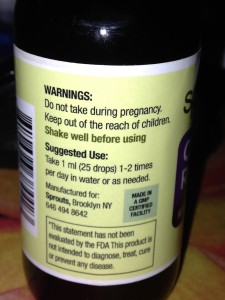 WARNINGS:
Do not take during pregnancy.
Keep out of the reach of children.
Shake well before using
Suggested Use:
Take 1 ml (25 drops) 1-2 times
per day in water or as needed.
Manufactured for:
Sprouts, Brooklyn NY
646 494 8642
MADE IN
A GMP
CERTIFIED
FACILITY
*This statement has not been
evaluated by the FDA This product is
not intended to diagnose, treat, cure
or prevent any disease.